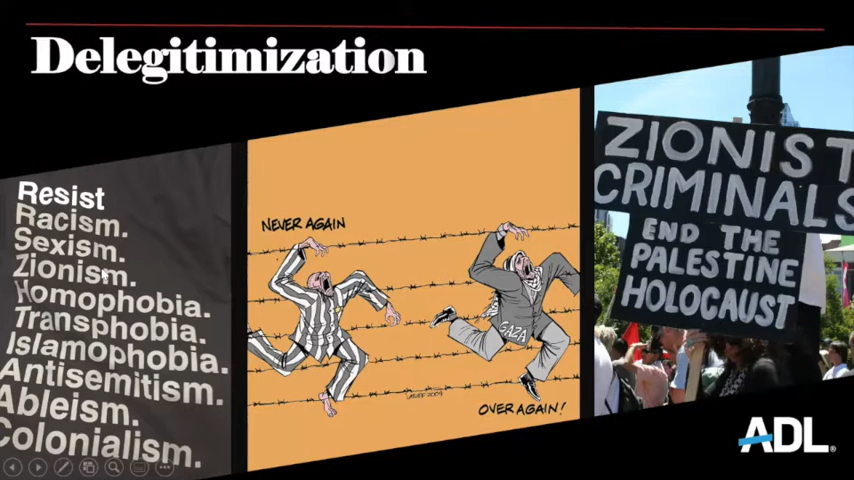 Delegitimization
Resist
Racism.
Sexism.
Zionism.
Homophobia.
Transphobia.
Islamophobia.
Antisemitism.
Ableism.
Colonialism.
NEVER AGAIN
GAZA
LATUFF 2009
OVER AGAIN!
ZIONIST
CRIMINALS
END THE
PALESTINE
HOLOCAUST
ADL